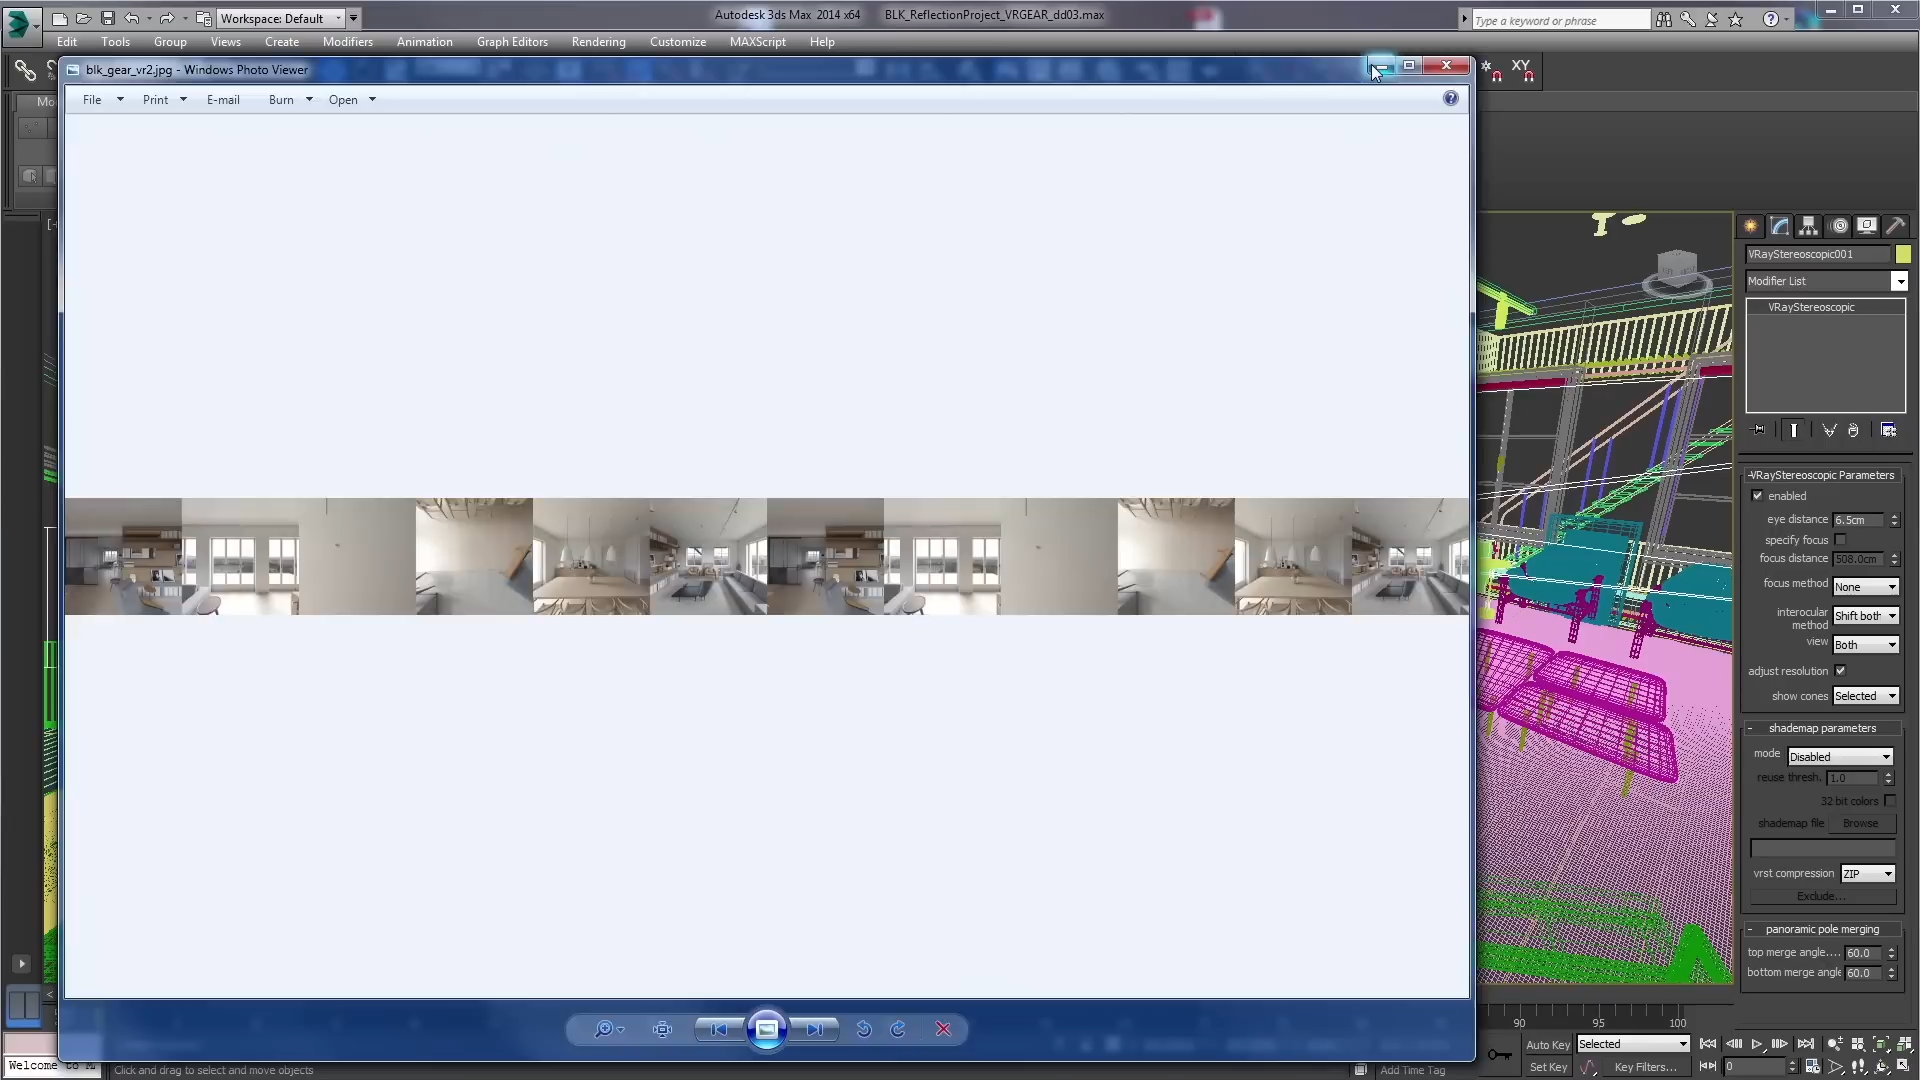 Workspace: Default
Autodesk 3ds Max 2014 x64 BLK_ReflectionProject_VRGEAR_dd03.max
Type a keyword or phrase
Edit Tools Group Views Create Modifiers Animation Graph Editors Rendering Customize MAXScript Help
blk_gear_vr2.jpg - Windows Photo Viewer
XY
File Print E-mail Burn Open
VRayStereoscopic001
Modifier List
VRayStereoscopic
VRayStereoscopic Parameters
enabled
eye distance 6.5cm
specify focus
focus distance 508.0cm
focus method None
interocular
method Shift both
view Both
adjust resolution
show cones Selected
- shademap parameters
mode Disabled
reuse thresh. 1.0
32 bit colors
shademap file Browse
vrst compression ZIP
Exclude...
- panoramic pole merging
top merge angle.... 60.0
bottom merge angle 60.0
90 95 100
Auto Key Selected
Welcome to M
Click and drag to select and move objects
Add Time Tag
Set Key
Key Filters...
0